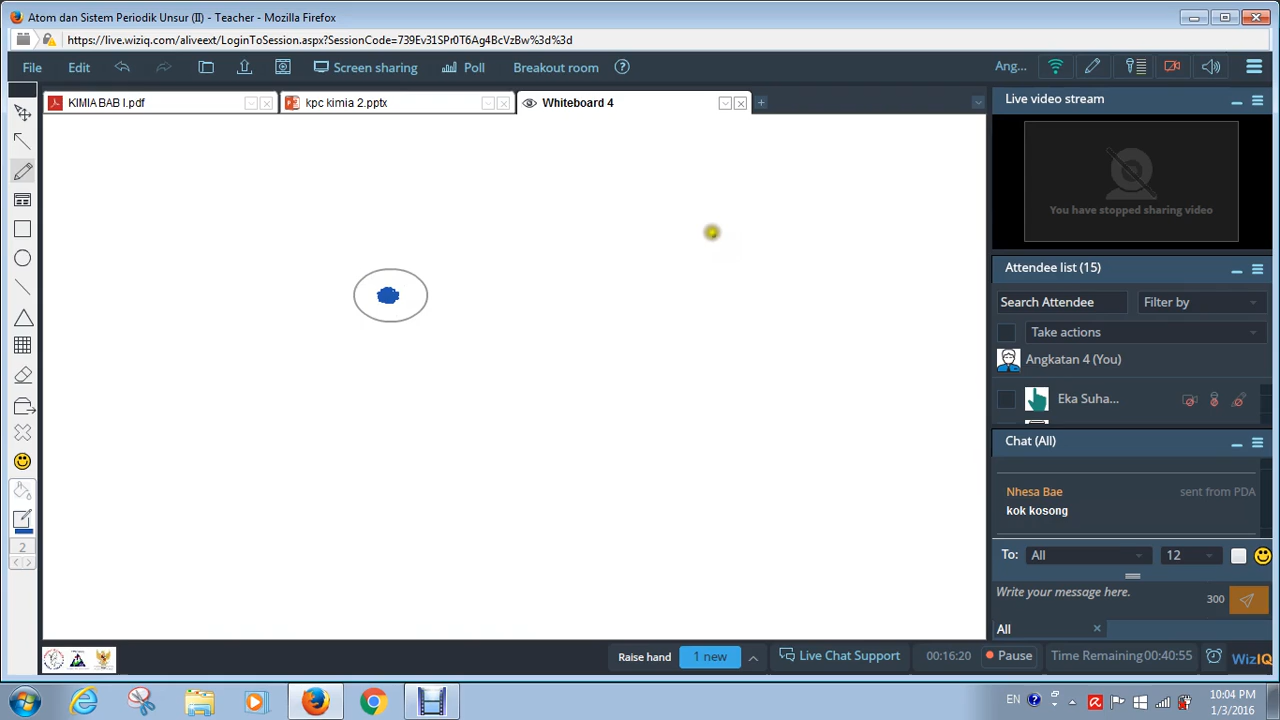 Atom dan Sistem Periodik Unsur (II) - Teacher - Mozilla Firefox
https://live.wiziq.com/aliveext/LoginToSession.aspx?SessionCode=739Ev31SPr0T6Ag4BcVzBw%3d%3d
File Edit Screen sharing Poll Breakout room ? Ang...
KIMIA BAB I.pdf kpc kimia 2.pptx Whiteboard 4 +
Live video stream
You have stopped sharing video
Attendee list (15)
Search Attendee Filter by
Take actions
Angkatan 4 (You)
Eka Suha...
Chat (All)
Nhesa Bae sent from PDA
kok kosong
To: All 12
Write your message here. 300
All
2
Raise hand 1 new Live Chat Support 00:16:20 Pause Time Remaining 00:40:55 WizIQ
EN 10:04 PM
1/3/2016